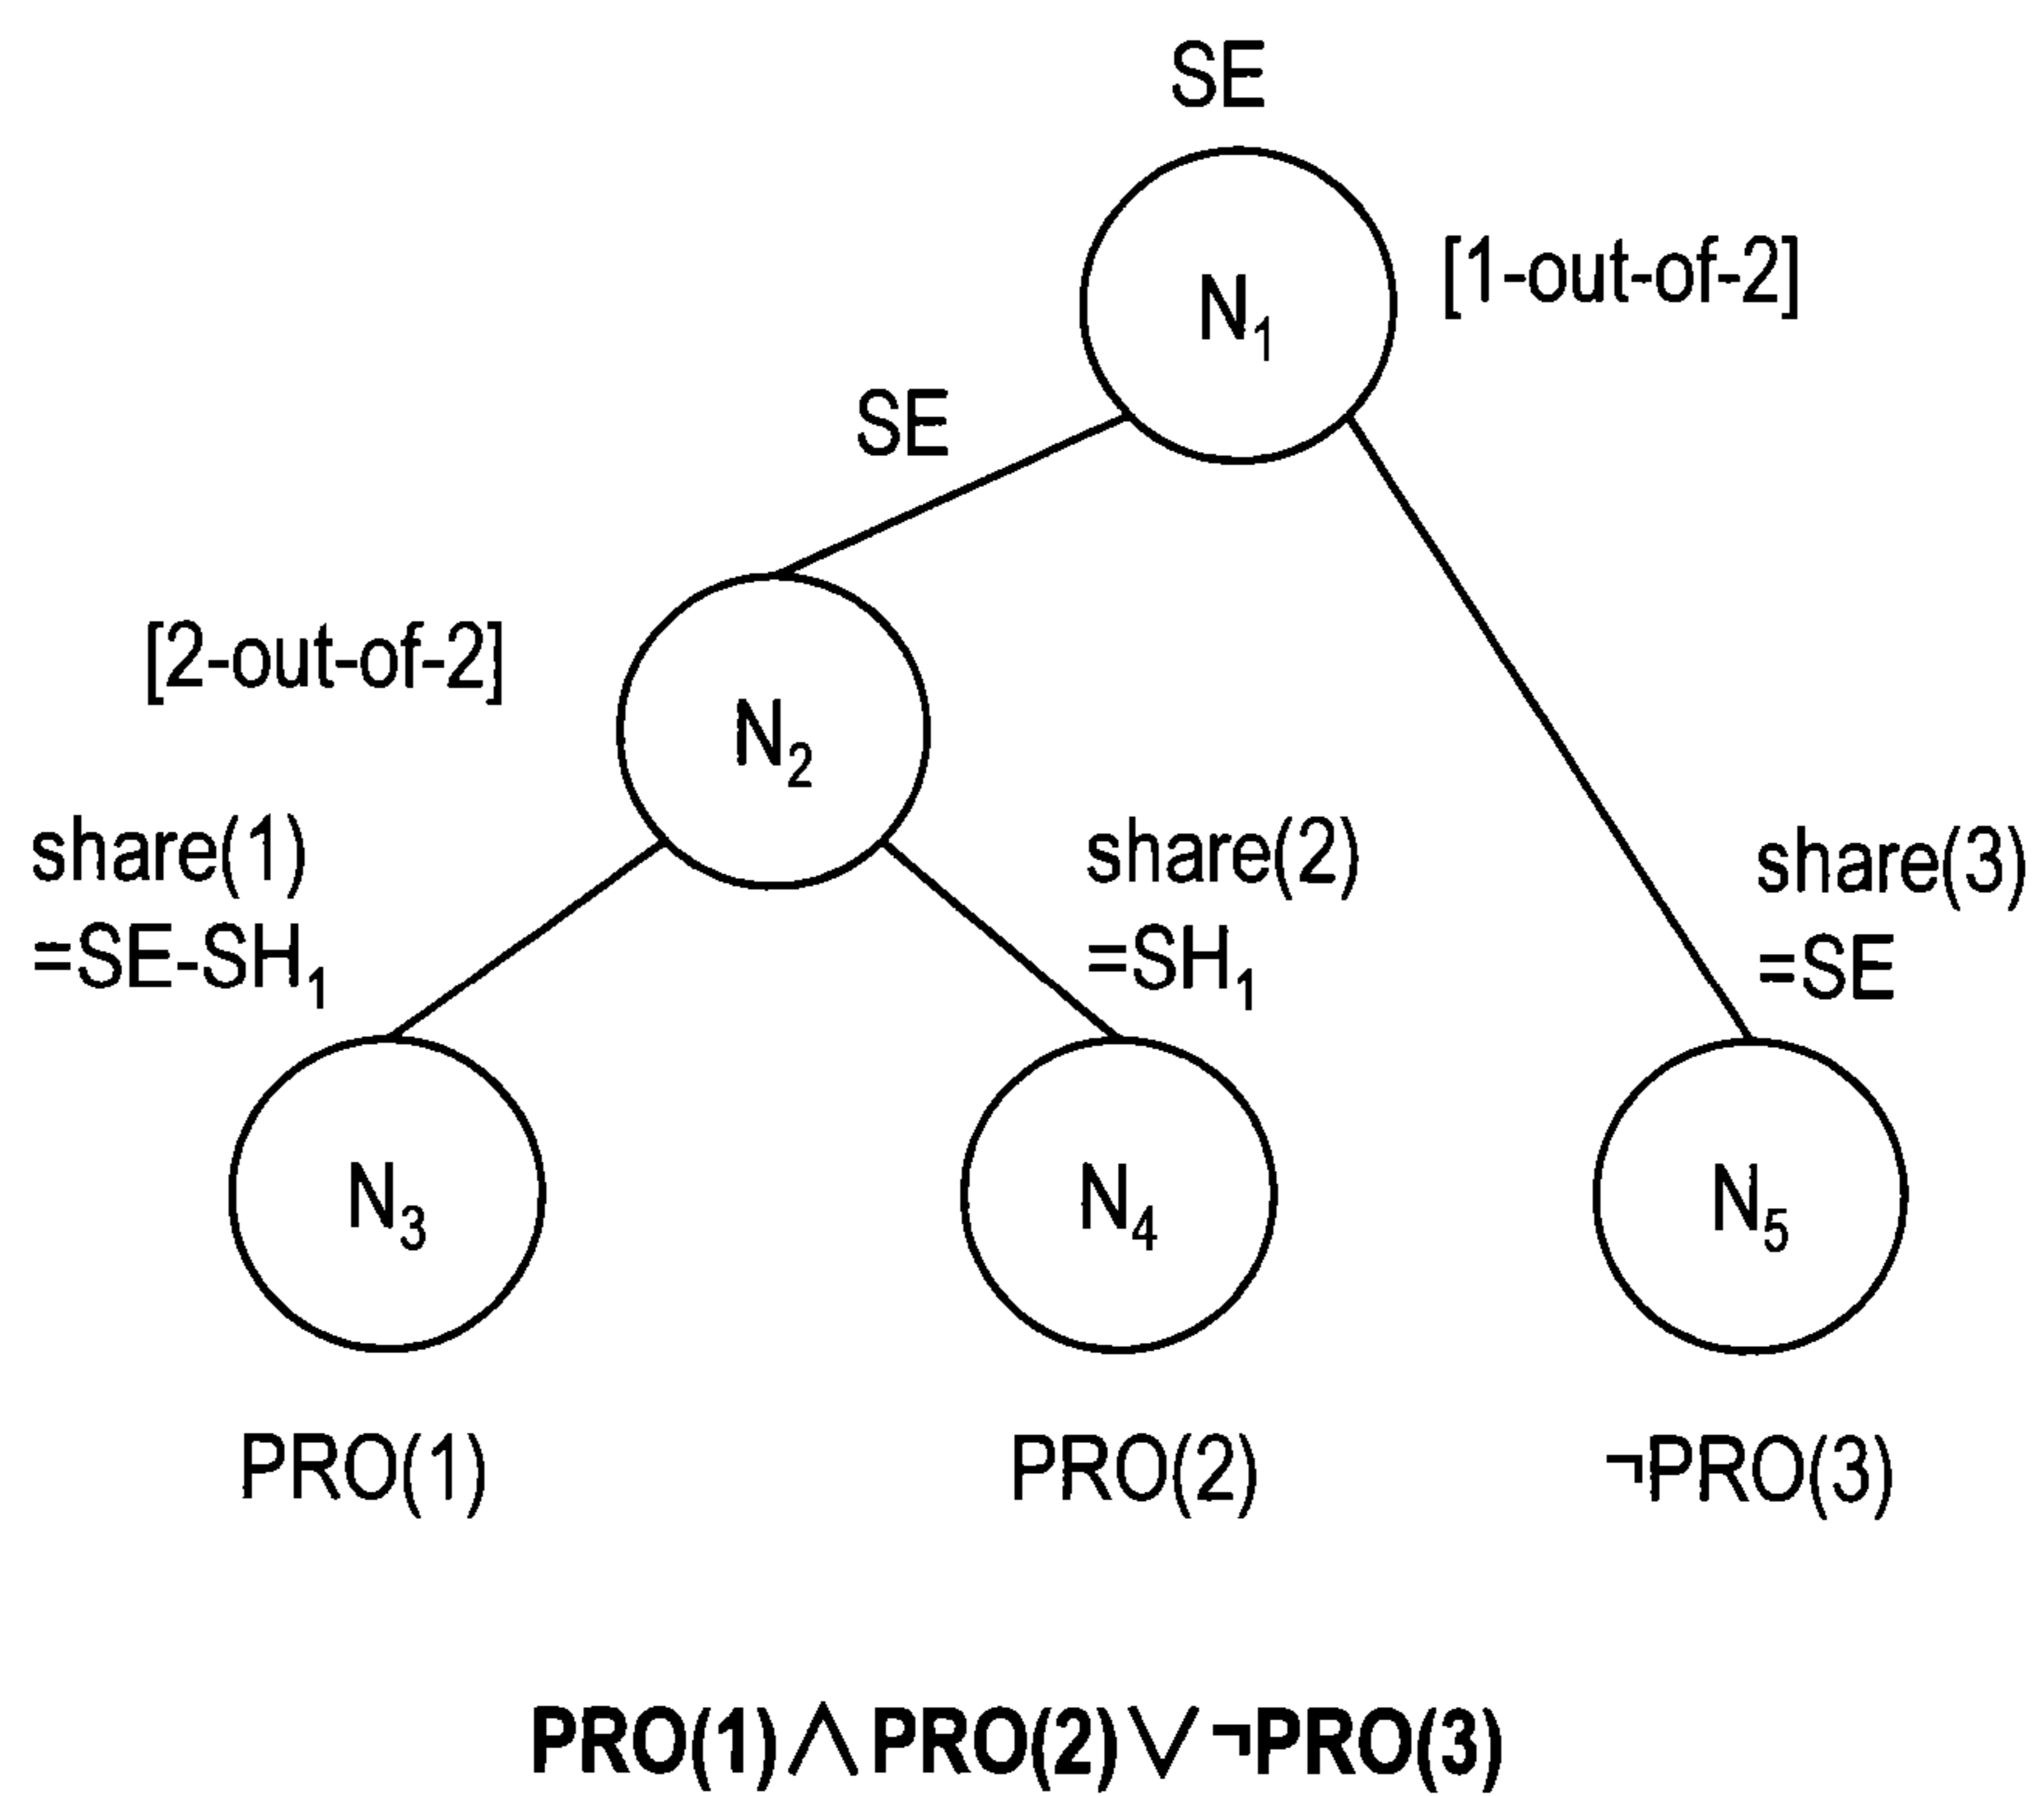 SE
N1
[1-out-of-2]
SE
[2-out-of-2]
N2
share(1)
=SE-SH1
share(2)
=SH1
share(3)
=SE
N3
N4
N5
PRO(1)
PRO(2)
¬PRO(3)
PRO(1)∧PRO(2)∨¬PRO(3)